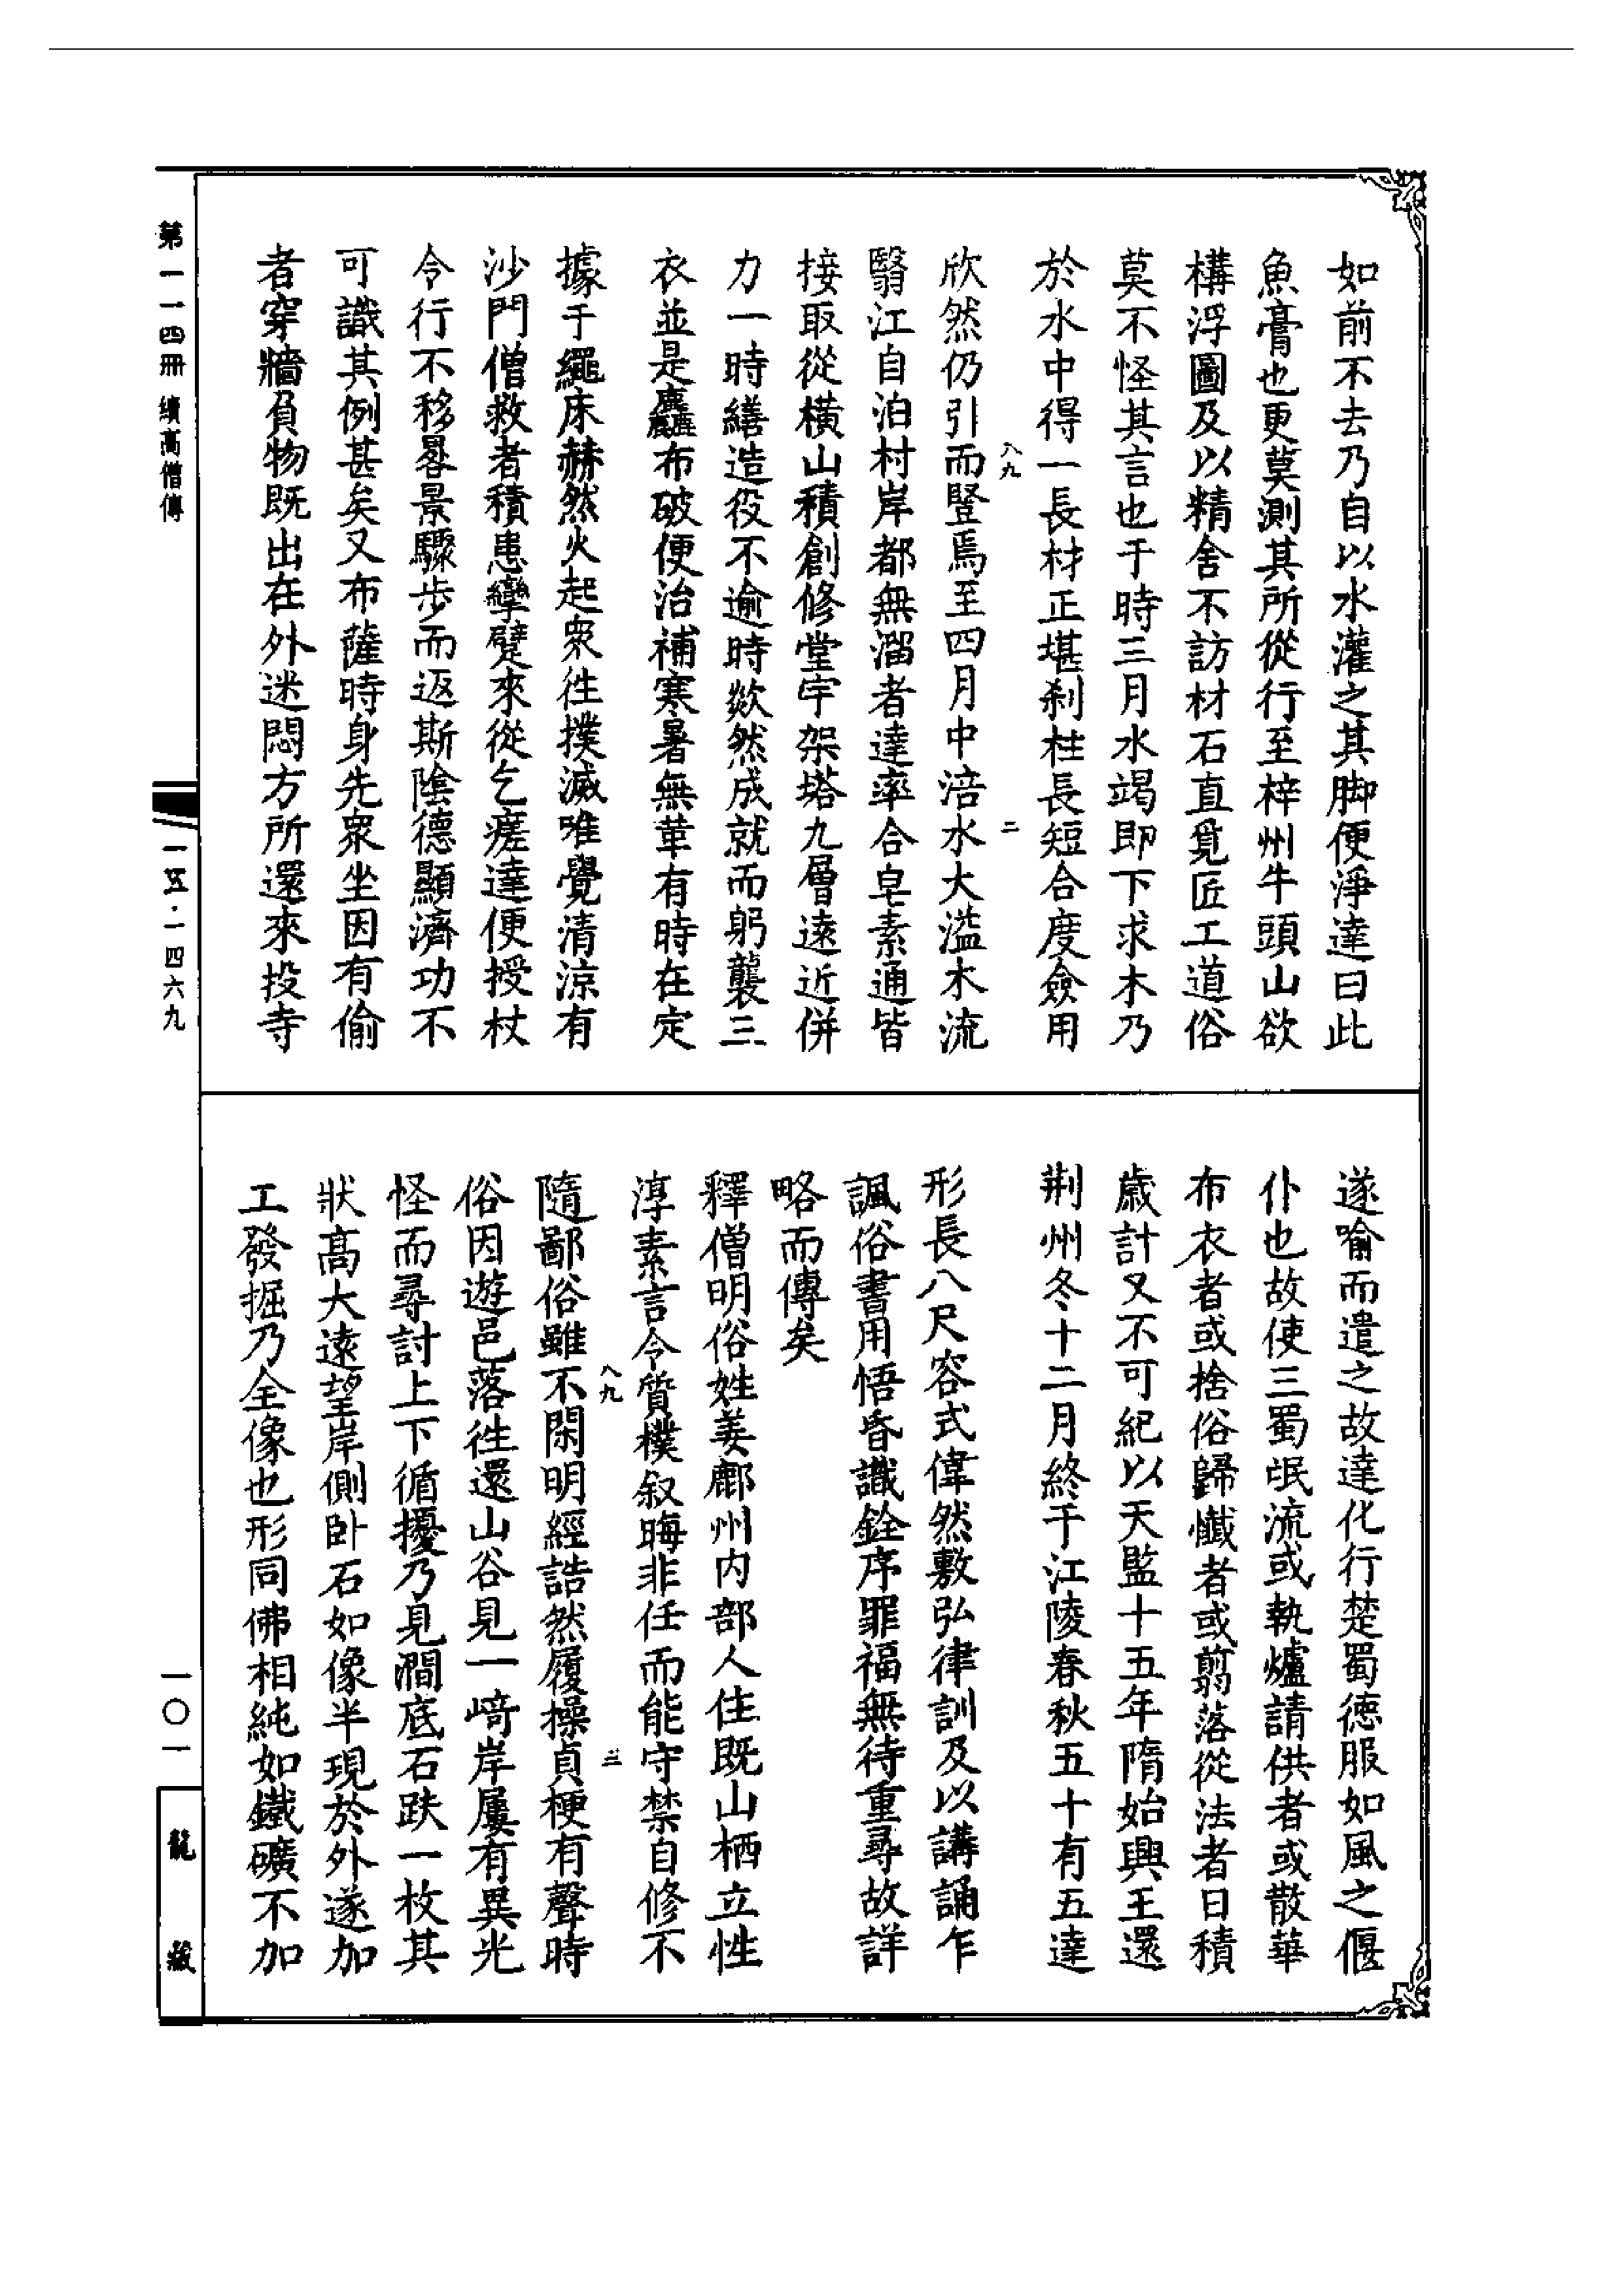 如前不去乃自以水灌之其脚便淨達曰此
魚膏也更莫測其所從行至梓州牛頭山欲
構浮圖及以精舍不訪材石直覓匠工道俗
莫不怪其言也于時三月水竭即下求木乃
於水中得一長材正堪刹柱長短合度僉用
八九
二
欣然仍引而豎焉至四月中涪水大溢木流
翳江自泊村岸都無溜者達率合皂素通皆
接取從橫山積創修堂宇架塔九層遠近併
力一時繕造役不逾時歘然成就而躬襲三
衣並是麤布破便治補寒暑無革有時在定
據于繩床赫然火起衆徃撲滅唯覺清涼有
沙門僧救者積患攣躄來從乞瘥達便授杖
令行不移晷景驟步而返斯陰德顯濟功不
可識其例甚矣又布薩時身先衆坐因有偷
者穿牆負物既出在外迷悶方所還來投寺
遂喻而遣之故達化行楚蜀德服如風之偃
仆也故使三蜀氓流或執爐請供者或散華
布衣者或捨俗歸懺者或翦落從法者日積
歲計又不可紀以天監十五年隋始興王還
荆州冬十二月終于江陵春秋五十有五達
形長八尺容式偉然敷弘律訓及以講誦乍
諷俗書用悟昏識銓序罪福無待重尋故詳
略而傳矣
釋僧明俗姓姜鄜州内部人住既山栖立性
淳素言令質樸叙晦非任而能守禁自修不
八九
三
隨鄙俗雖不閑明經誥然履操貞梗有聲時
俗因遊邑落徃還山谷見一崎岸屢有異光
怪而尋討上下循擾乃見澗底石趺一枚其
狀高大遠望岸側臥石如像半現於外遂加
工發掘乃全像也形同佛相純如鐵礦不加
第一一四冊 續高僧傳
一五·一四六九
一〇一
龍藏